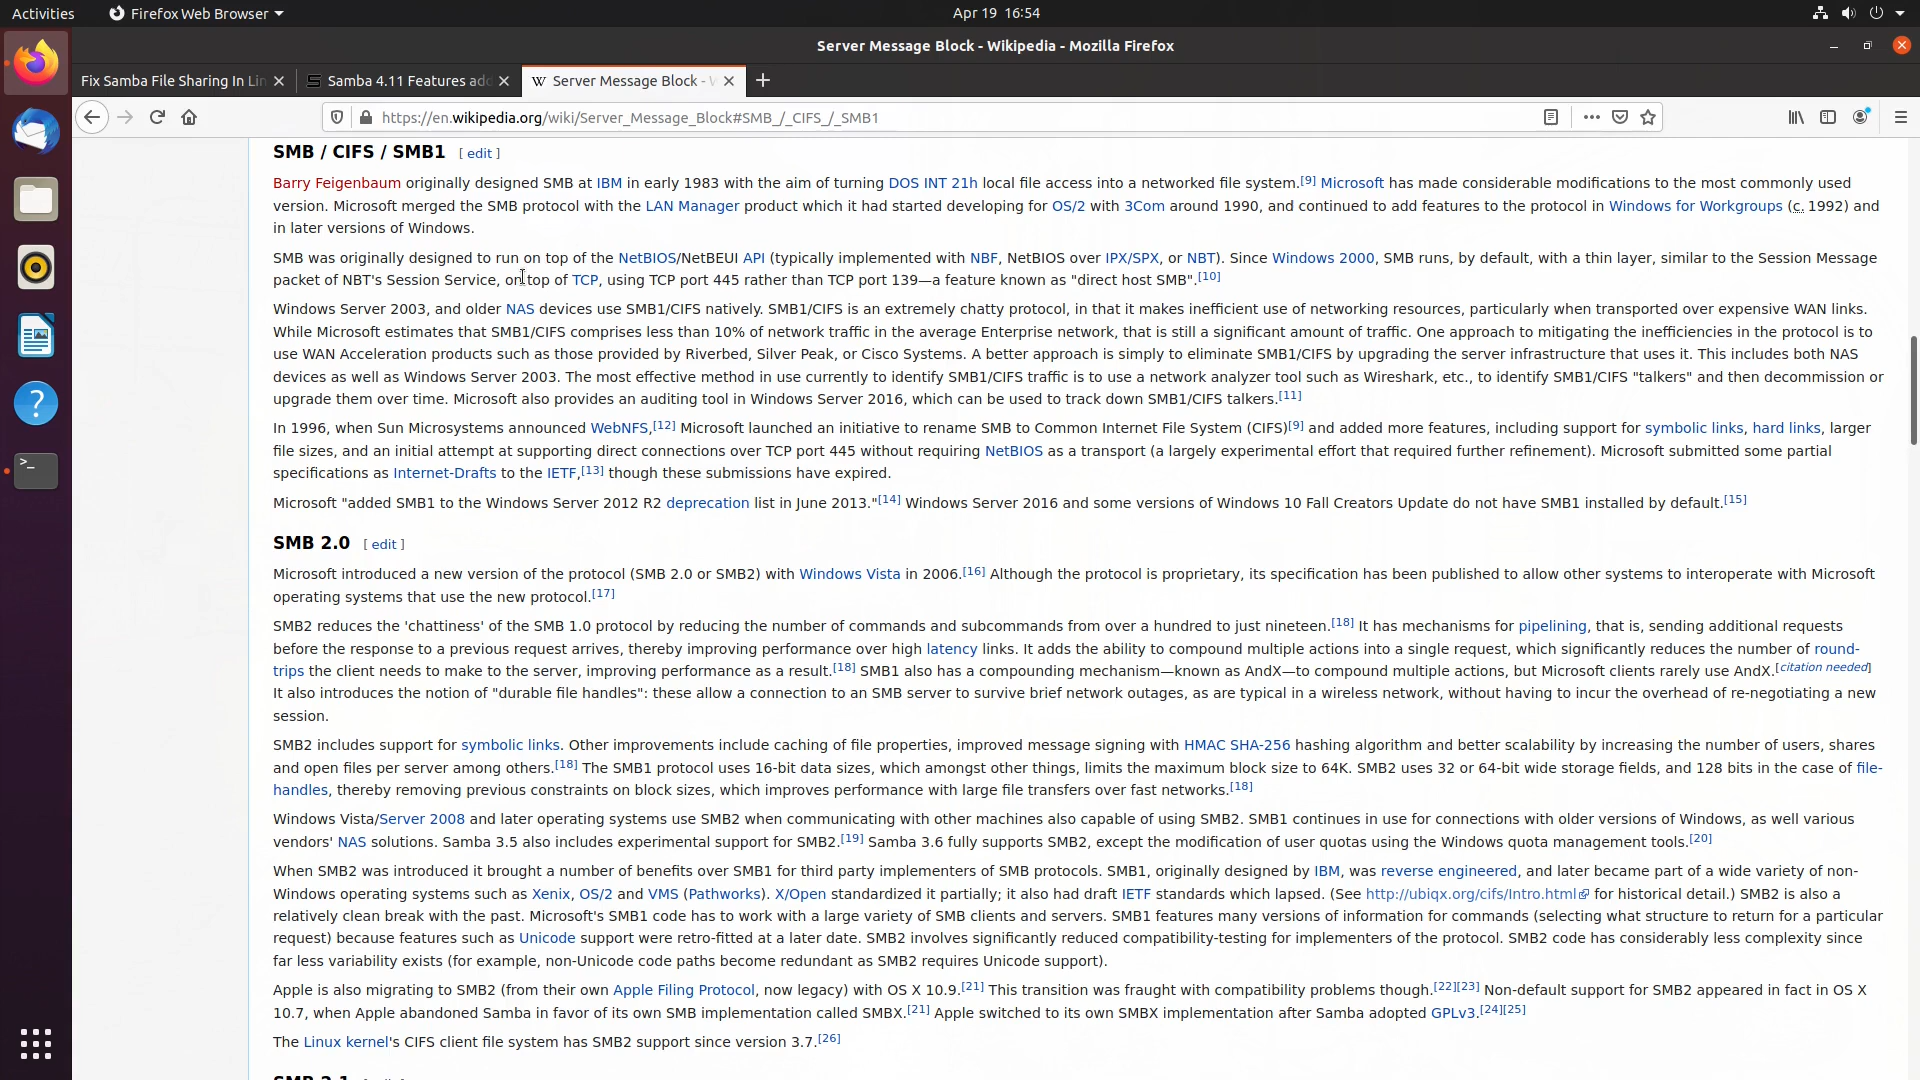 Activities
Firefox Web Browser
Apr 19 16:54
Server Message Block - Wikipedia - Mozilla Firefox
Fix Samba File Sharing In Lin
Samba 4.11 Features add
Server Message Block - W
https://en.wikipedia.org/wiki/Server_Message_Block#SMB_/_CIFS_/_SMB1
SMB / CIFS / SMB1 [ edit ]
Barry Feigenbaum originally designed SMB at IBM in early 1983 with the aim of turning DOS INT 21h local file access into a networked file system.[9] Microsoft has made considerable modifications to the most commonly used
version. Microsoft merged the SMB protocol with the LAN Manager product which it had started developing for OS/2 with 3Com around 1990, and continued to add features to the protocol in Windows for Workgroups (c. 1992) and
in later versions of Windows.
SMB was originally designed to run on top of the NetBIOS/NetBEUI API (typically implemented with NBF, NetBIOS over IPX/SPX, or NBT). Since Windows 2000, SMB runs, by default, with a thin layer, similar to the Session Message
packet of NBT's Session Service, on top of TCP, using TCP port 445 rather than TCP port 139—a feature known as "direct host SMB".[10]
Windows Server 2003, and older NAS devices use SMB1/CIFS natively. SMB1/CIFS is an extremely chatty protocol, in that it makes inefficient use of networking resources, particularly when transported over expensive WAN links.
While Microsoft estimates that SMB1/CIFS comprises less than 10% of network traffic in the average Enterprise network, that is still a significant amount of traffic. One approach to mitigating the inefficiencies in the protocol is to
use WAN Acceleration products such as those provided by Riverbed, Silver Peak, or Cisco Systems. A better approach is simply to eliminate SMB1/CIFS by upgrading the server infrastructure that uses it. This includes both NAS
devices as well as Windows Server 2003. The most effective method in use currently to identify SMB1/CIFS traffic is to use a network analyzer tool such as Wireshark, etc., to identify SMB1/CIFS "talkers" and then decommission or
upgrade them over time. Microsoft also provides an auditing tool in Windows Server 2016, which can be used to track down SMB1/CIFS talkers.[11]
In 1996, when Sun Microsystems announced WebNFS,[12] Microsoft launched an initiative to rename SMB to Common Internet File System (CIFS)[9] and added more features, including support for symbolic links, hard links, larger
file sizes, and an initial attempt at supporting direct connections over TCP port 445 without requiring NetBIOS as a transport (a largely experimental effort that required further refinement). Microsoft submitted some partial
specifications as Internet-Drafts to the IETF,[13] though these submissions have expired.
Microsoft "added SMB1 to the Windows Server 2012 R2 deprecation list in June 2013."[14] Windows Server 2016 and some versions of Windows 10 Fall Creators Update do not have SMB1 installed by default.[15]
SMB 2.0 [ edit ]
Microsoft introduced a new version of the protocol (SMB 2.0 or SMB2) with Windows Vista in 2006.[16] Although the protocol is proprietary, its specification has been published to allow other systems to interoperate with Microsoft
operating systems that use the new protocol.[17]
SMB2 reduces the 'chattiness' of the SMB 1.0 protocol by reducing the number of commands and subcommands from over a hundred to just nineteen.[18] It has mechanisms for pipelining, that is, sending additional requests
before the response to a previous request arrives, thereby improving performance over high latency links. It adds the ability to compound multiple actions into a single request, which significantly reduces the number of round-
trips the client needs to make to the server, improving performance as a result.[18] SMB1 also has a compounding mechanism—known as AndX—to compound multiple actions, but Microsoft clients rarely use AndX.[citation needed]
It also introduces the notion of "durable file handles": these allow a connection to an SMB server to survive brief network outages, as are typical in a wireless network, without having to incur the overhead of re-negotiating a new
session.
SMB2 includes support for symbolic links. Other improvements include caching of file properties, improved message signing with HMAC SHA-256 hashing algorithm and better scalability by increasing the number of users, shares
and open files per server among others.[18] The SMB1 protocol uses 16-bit data sizes, which amongst other things, limits the maximum block size to 64K. SMB2 uses 32 or 64-bit wide storage fields, and 128 bits in the case of file-
handles, thereby removing previous constraints on block sizes, which improves performance with large file transfers over fast networks.[18]
Windows Vista/Server 2008 and later operating systems use SMB2 when communicating with other machines also capable of using SMB2. SMB1 continues in use for connections with older versions of Windows, as well various
vendors' NAS solutions. Samba 3.5 also includes experimental support for SMB2.[19] Samba 3.6 fully supports SMB2, except the modification of user quotas using the Windows quota management tools.[20]
When SMB2 was introduced it brought a number of benefits over SMB1 for third party implementers of SMB protocols. SMB1, originally designed by IBM, was reverse engineered, and later became part of a wide variety of non-
Windows operating systems such as Xenix, OS/2 and VMS (Pathworks). X/Open standardized it partially; it also had draft IETF standards which lapsed. (See http://ubiqx.org/cifs/Intro.html for historical detail.) SMB2 is also a
relatively clean break with the past. Microsoft's SMB1 code has to work with a large variety of SMB clients and servers. SMB1 features many versions of information for commands (selecting what structure to return for a particular
request) because features such as Unicode support were retro-fitted at a later date. SMB2 involves significantly reduced compatibility-testing for implementers of the protocol. SMB2 code has considerably less complexity since
far less variability exists (for example, non-Unicode code paths become redundant as SMB2 requires Unicode support).
Apple is also migrating to SMB2 (from their own Apple Filing Protocol, now legacy) with OS X 10.9.[21] This transition was fraught with compatibility problems though.[22][23] Non-default support for SMB2 appeared in fact in OS X
10.7, when Apple abandoned Samba in favor of its own SMB implementation called SMBX.[21] Apple switched to its own SMBX implementation after Samba adopted GPLv3.[24][25]
The Linux kernel's CIFS client file system has SMB2 support since version 3.7.[26]
SMB 2.1